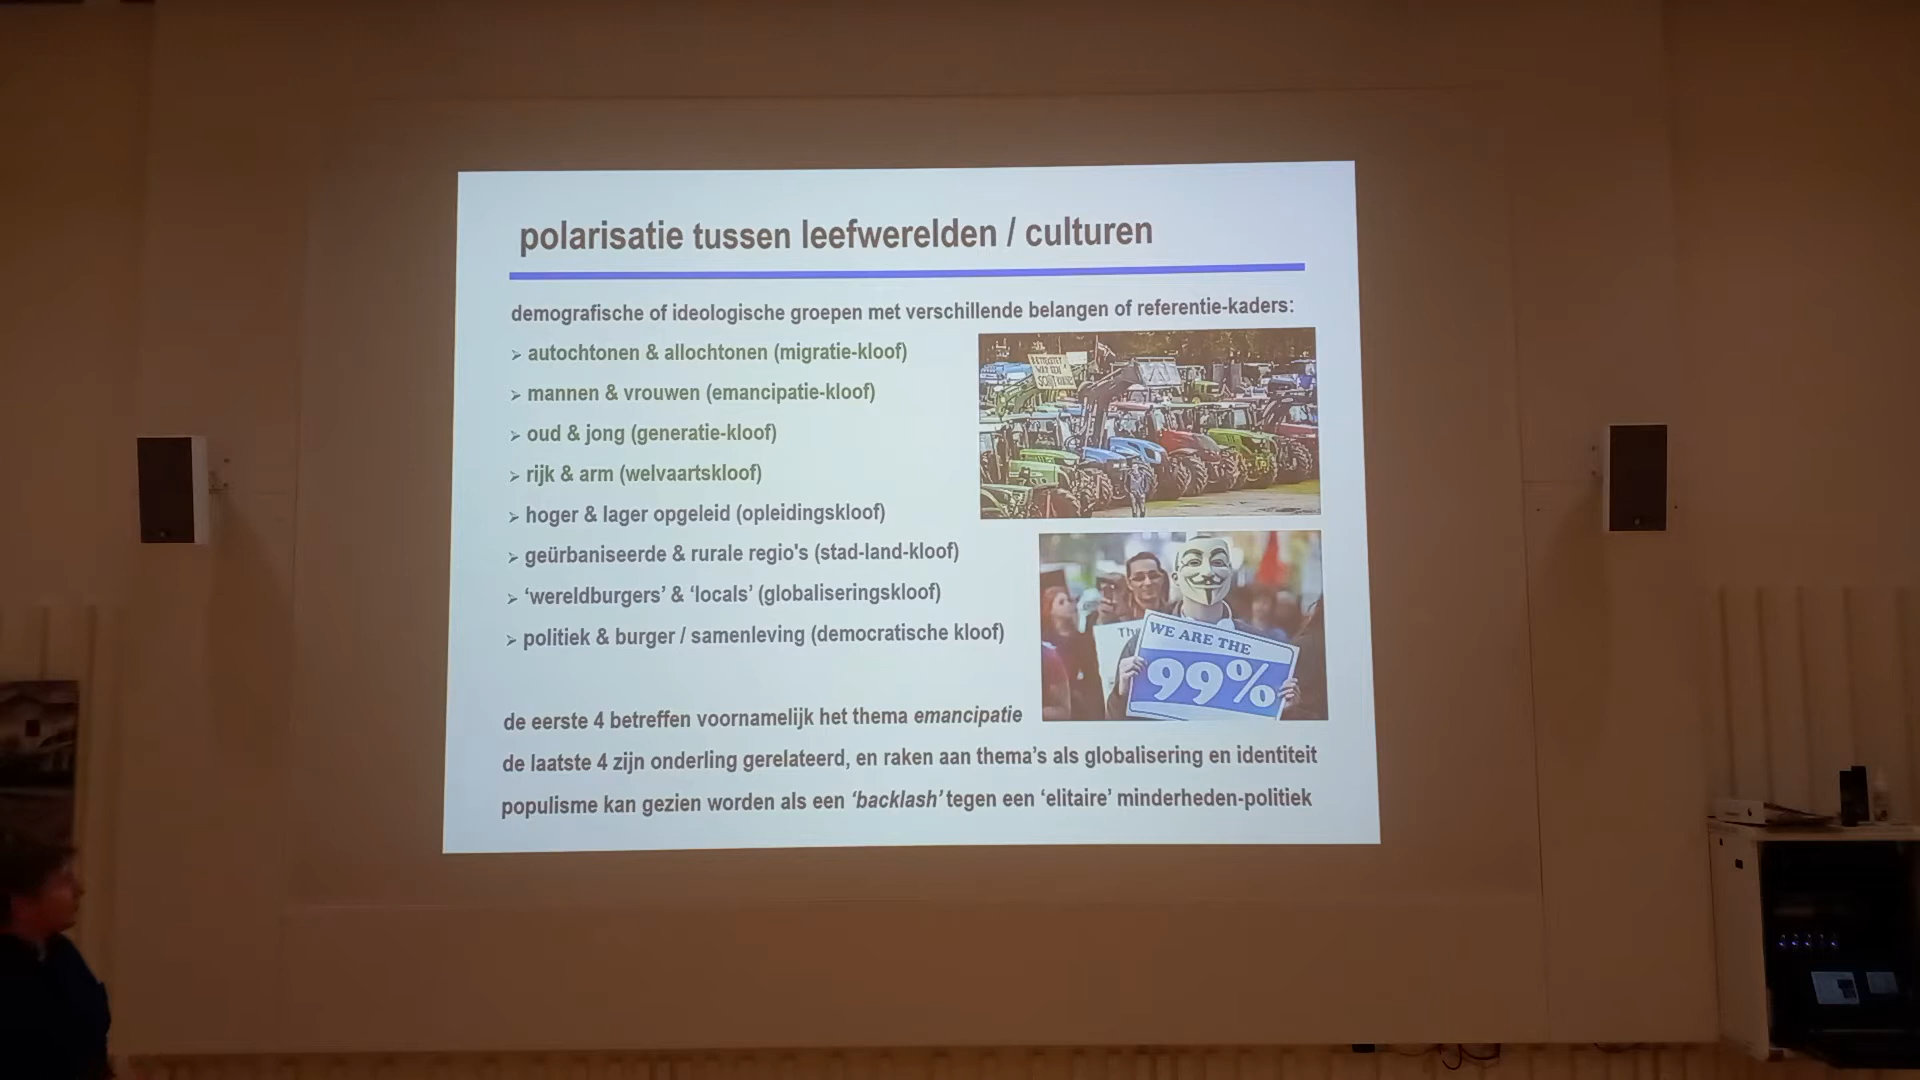 polarisatie tussen leefwerelden / culturen
demografische of ideologische groepen met verschillende belangen of referentie-kaders:
➢ autochtonen & allochtonen (migratie-kloof)
➢ mannen & vrouwen (emancipatie-kloof)
➢ oud & jong (generatie-kloof)
➢ rijk & arm (welvaartskloof)
➢ hoger & lager opgeleid (opleidingskloof)
➢ geürbaniseerde & rurale regio's (stad-land-kloof)
➢ ‘wereldburgers’ & ‘locals’ (globaliseringskloof)
➢ politiek & burger / samenleving (democratische kloof)
WE ARE THE
99%
de eerste 4 betreffen voornamelijk het thema emancipatie
de laatste 4 zijn onderling gerelateerd, en raken aan thema’s als globalisering en identiteit
populisme kan gezien worden als een ‘backlash’ tegen een ‘elitaire’ minderheden-politiek